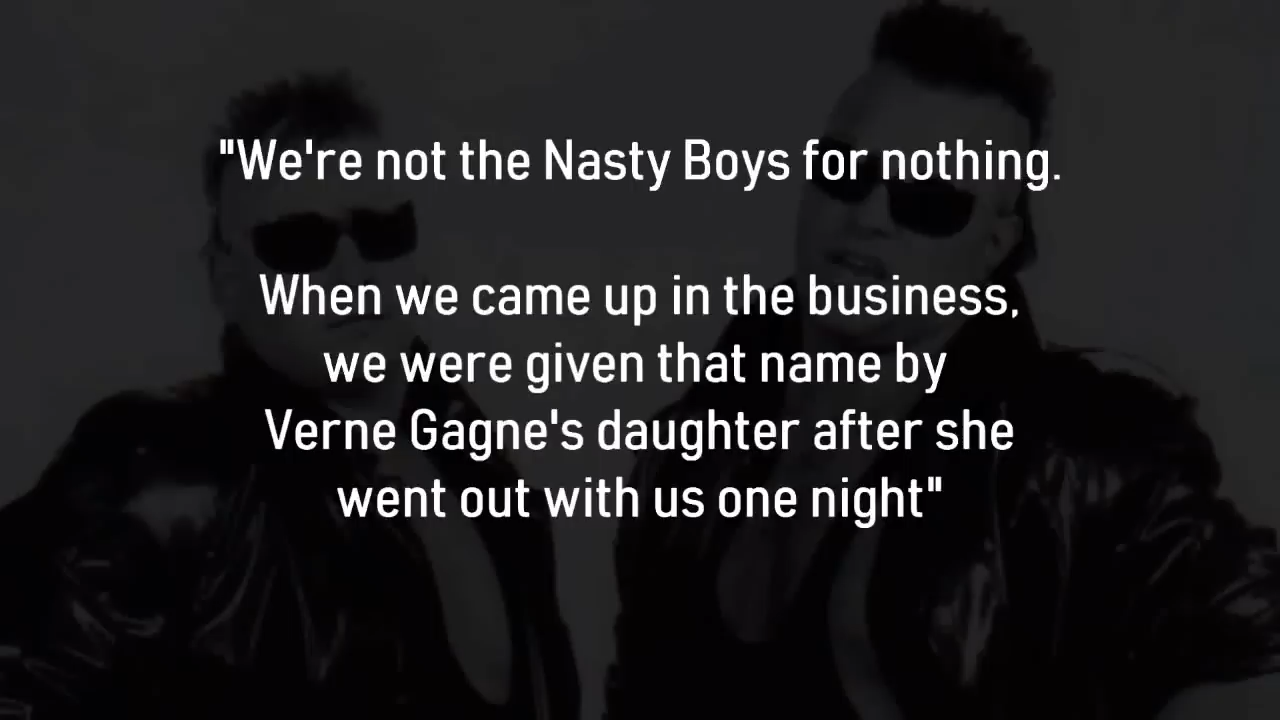 "We're not the Nasty Boys for nothing.
When we came up in the business,
we were given that name by
Verne Gagne's daughter after she
went out with us one night"